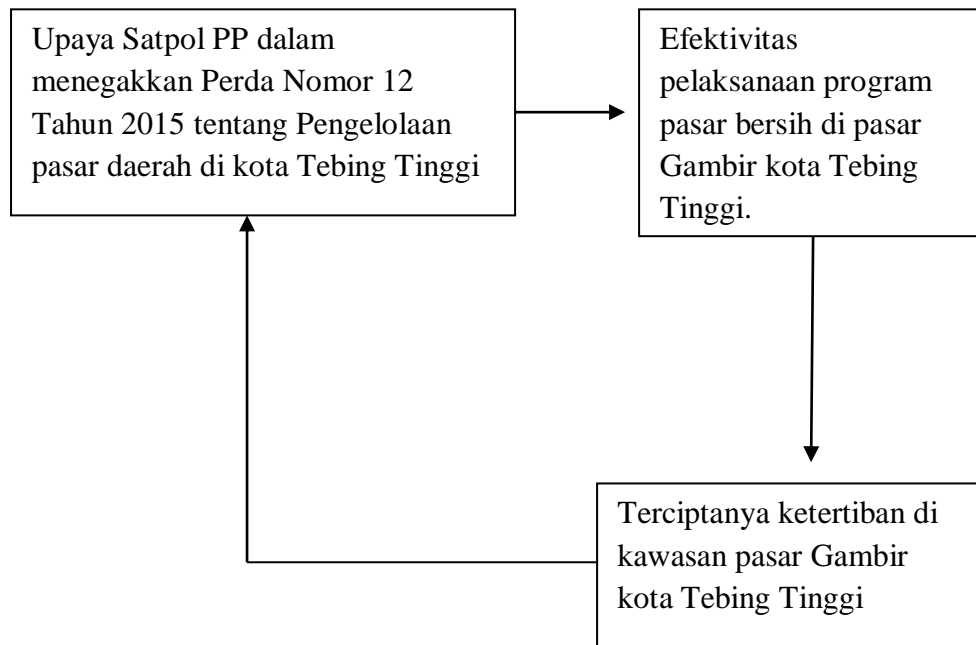 Upaya Satpol PP dalam
menegakkan Perda Nomor 12
Tahun 2015 tentang Pengelolaan
pasar daerah di kota Tebing Tinggi
Efektivitas
pelaksanaan program
pasar bersih di pasar
Gambir kota Tebing
Tinggi.
Terciptanya ketertiban di
kawasan pasar Gambir
kota Tebing Tinggi